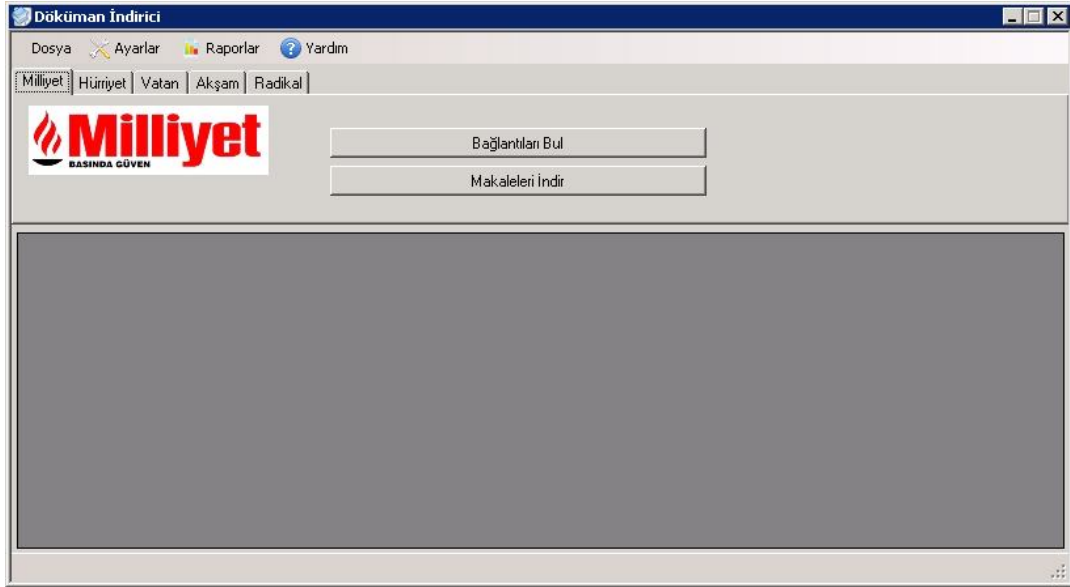 Döküman İndirici
Dosya Ayarlar Raporlar Yardım
Milliyet Hürriyet Vatan Akşam Radikal
Milliyet
BASINDA GÜVEN
Bağlantıları Bul
Makaleleri İndir